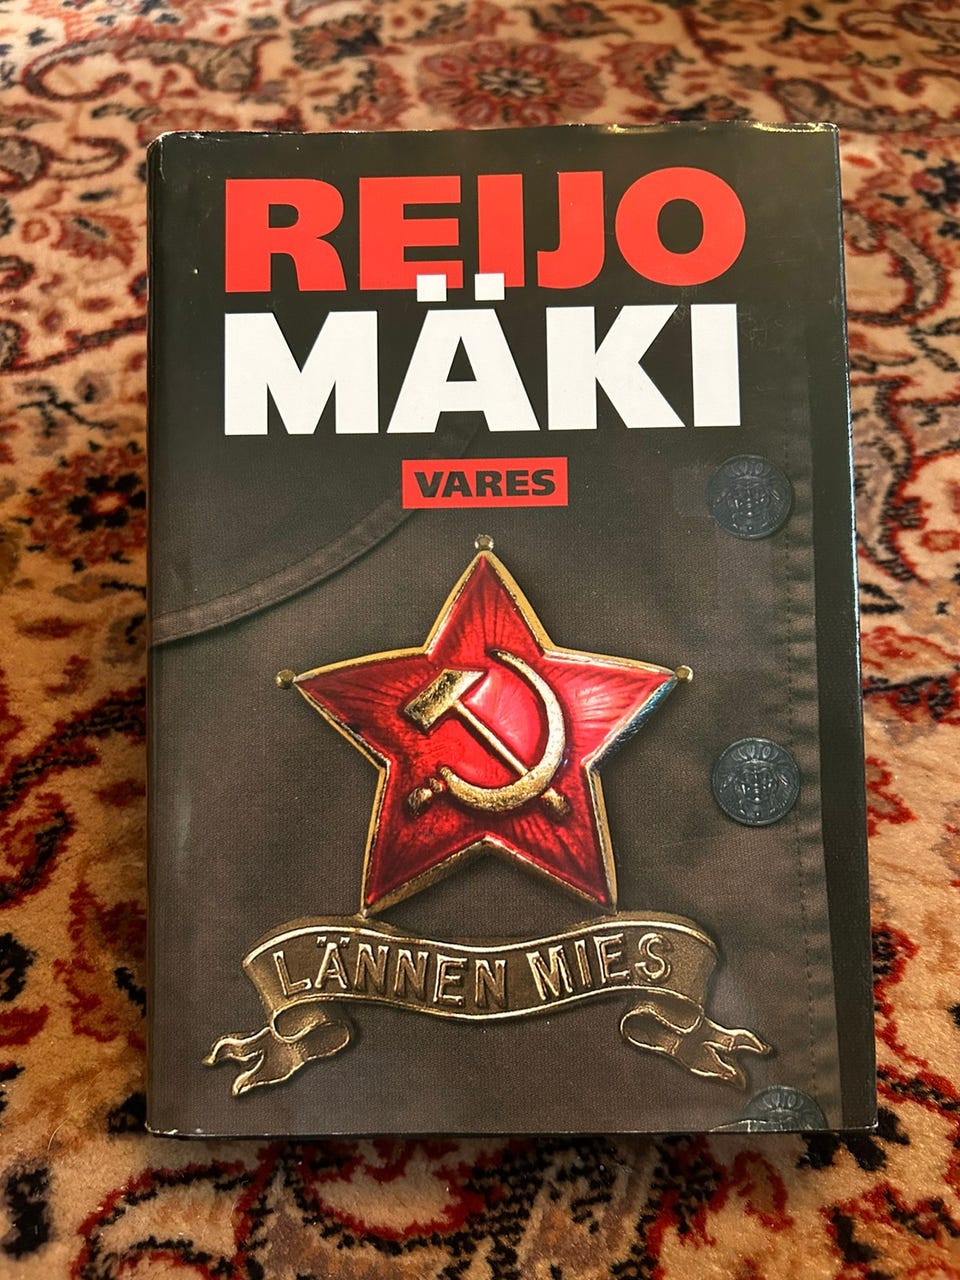 REIJO
MÄKI
VARES
LÄNNEN MIES